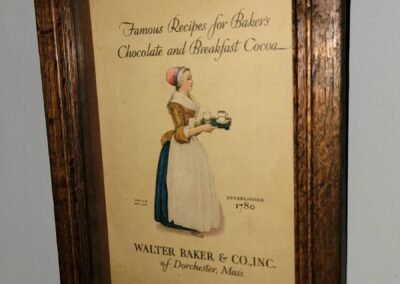 Famous Recipes for Baker's
Chocolate and Breakfast Cocoa
ESTABLISHED
1780
WALTER BAKER & CO., INC.
of Dorchester, Mass.